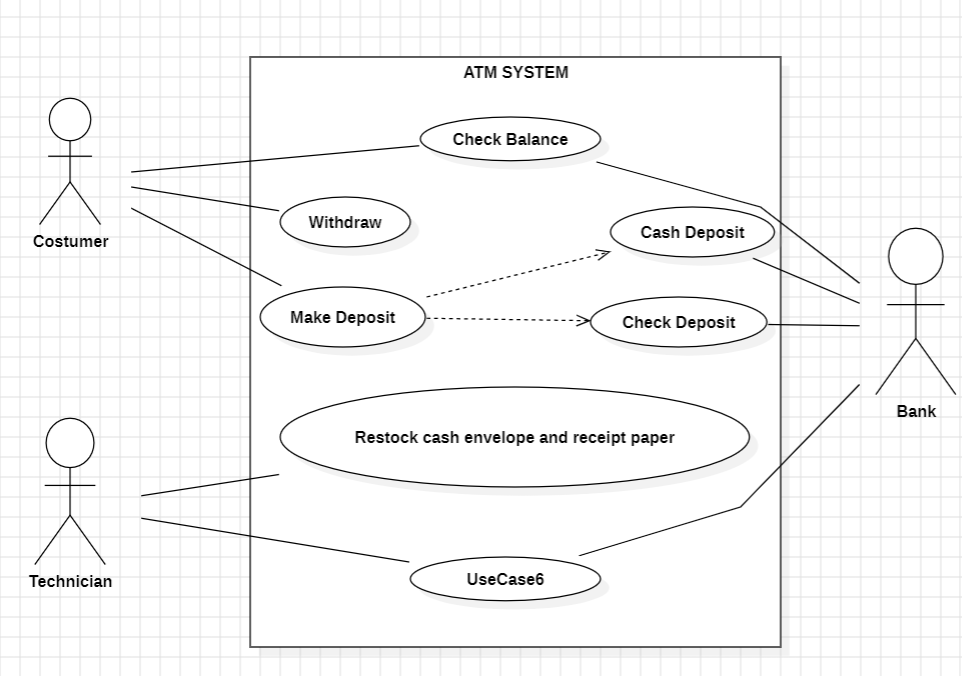 ATM SYSTEM
Check Balance
Withdraw
Cash Deposit
Costumer
Make Deposit
Check Deposit
Bank
Restock cash envelope and receipt paper
Technician
UseCase6